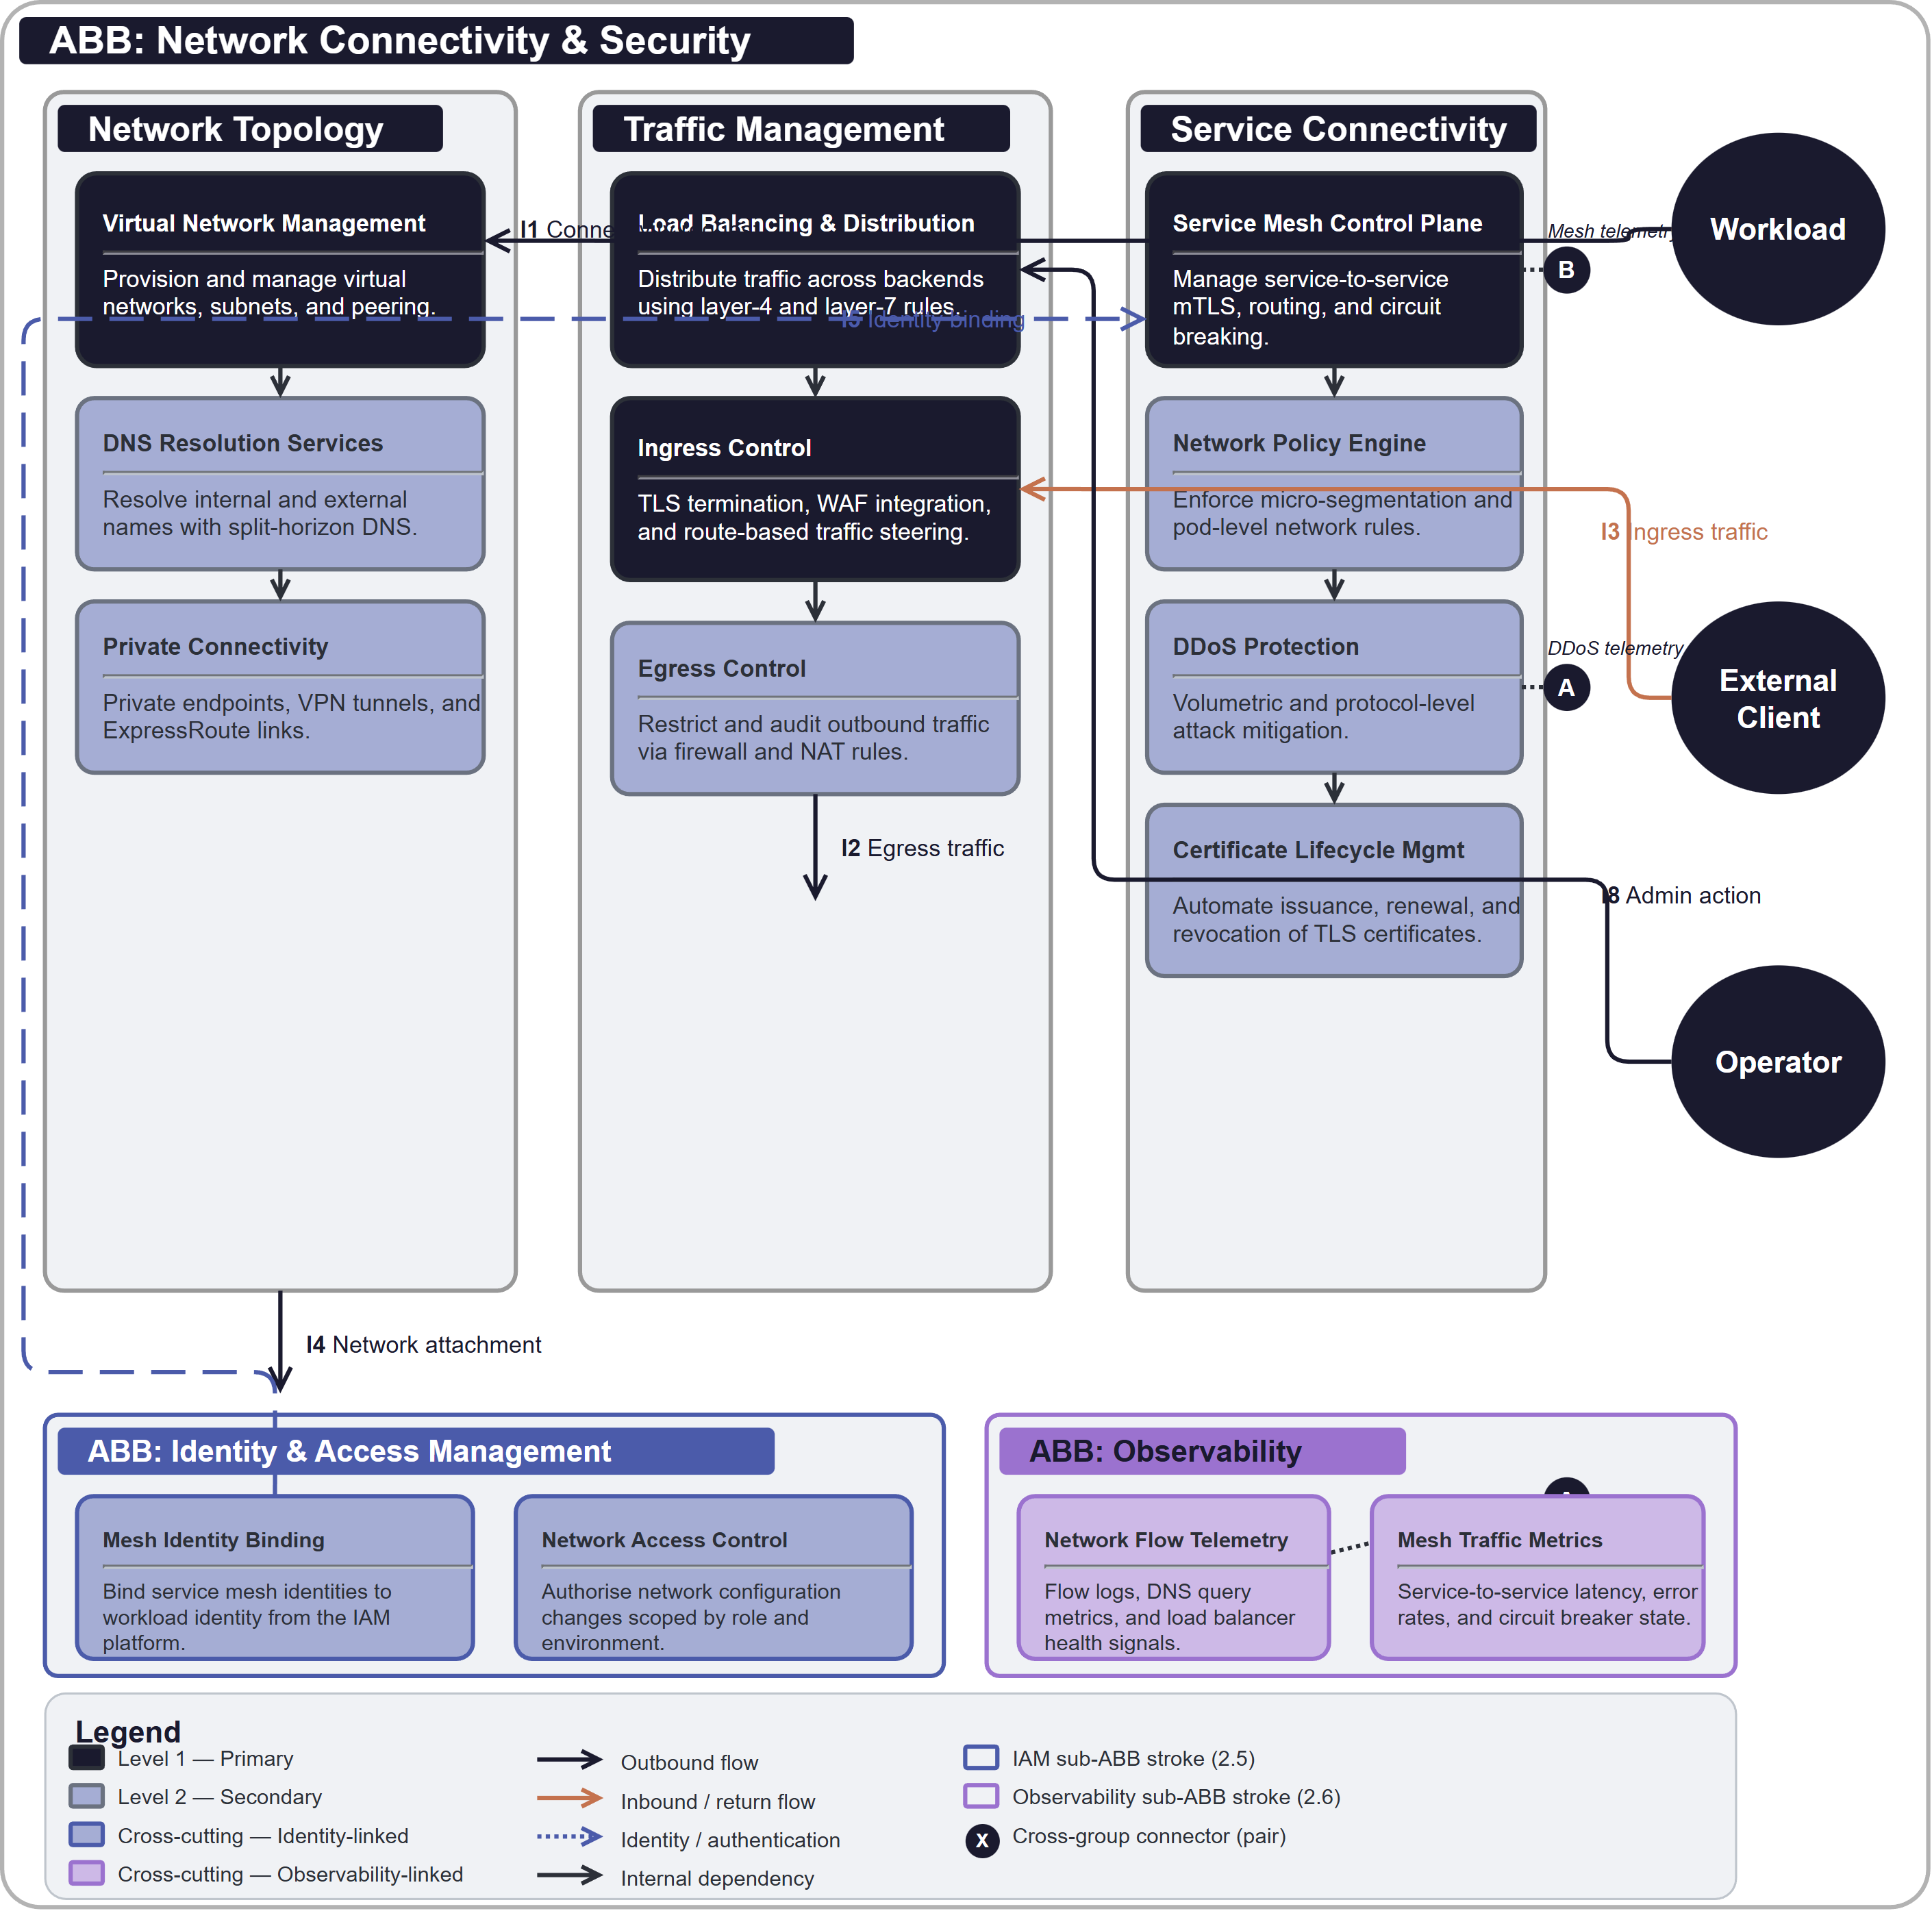 ABB: Network Connectivity & Security
Network Topology
Virtual Network Management
Provision and manage virtual
networks, subnets, and peering.
DNS Resolution Services
Resolve internal and external
names with split-horizon DNS.
Private Connectivity
Private endpoints, VPN tunnels, and
ExpressRoute links.
I1
Traffic Management
Load Balancing & Distribution
Distribute traffic across backends
using layer-4 and layer-7 rules.
Identity binding
Ingress Control
TLS termination, WAF integration,
and route-based traffic steering.
Egress Control
Restrict and audit outbound traffic
via firewall and NAT rules.
I2 Egress traffic
Service Connectivity
Service Mesh Control Plane
Manage service-to-service
mTLS, routing, and circuit
breaking.
Network Policy Engine
Enforce micro-segmentation and
pod-level network rules.
DDoS Protection
Volumetric and protocol-level
attack mitigation.
Certificate Lifecycle Mgmt
Automate issuance, renewal, and
revocation of TLS certificates.
Mesh telemetry
B
Workload
I3 Ingress traffic
DDoS telemetry
A
External
Client
I8 Admin action
Operator
I4 Network attachment
ABB: Identity & Access Management
Mesh Identity Binding
Bind service mesh identities to
workload identity from the IAM
platform.
Network Access Control
Authorise network configuration
changes scoped by role and
environment.
ABB: Observability
Network Flow Telemetry
Flow logs, DNS query
metrics, and load balancer
health signals.
Mesh Traffic Metrics
Service-to-service latency, error
rates, and circuit breaker state.
Legend
Level 1 — Primary
Level 2 — Secondary
Cross-cutting — Identity-linked
Cross-cutting — Observability-linked
Outbound flow
Inbound / return flow
Identity / authentication
Internal dependency
IAM sub-ABB stroke (2.5)
Observability sub-ABB stroke (2.6)
X Cross-group connector (pair)